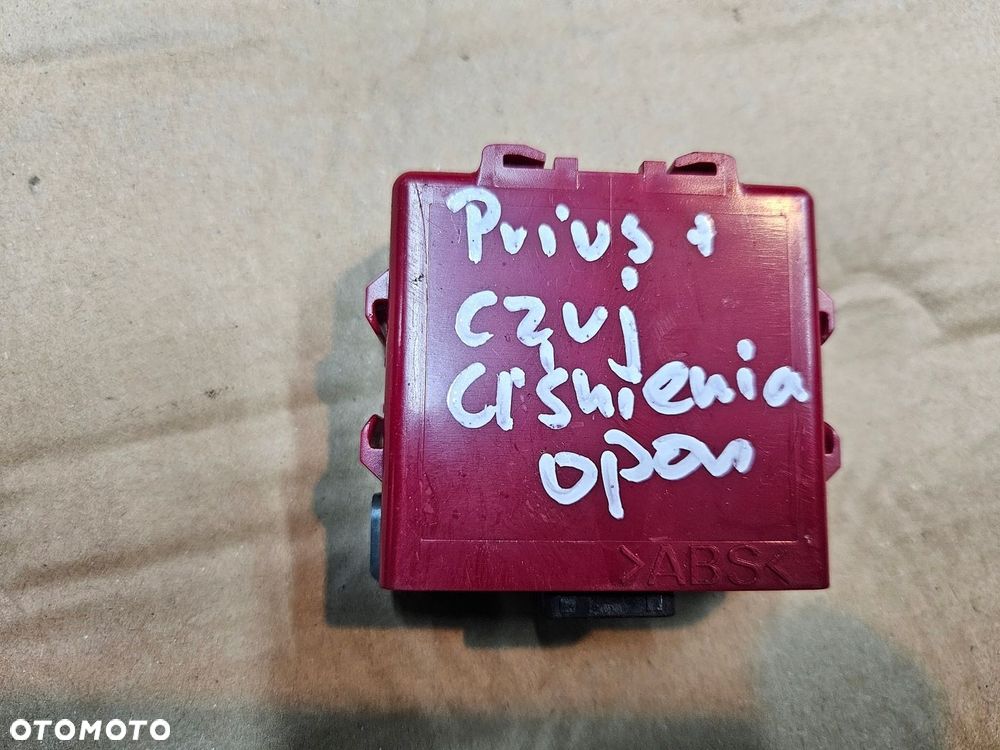 Prius +
czuj
ciśnienia
opon
>ABS<
OTOMOTO